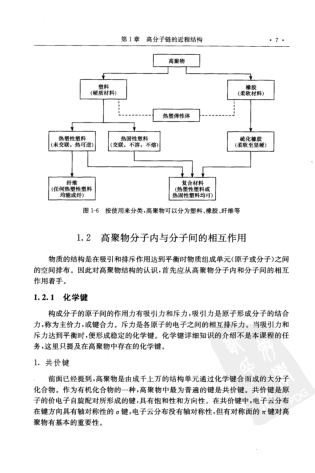 第1章 高分子链的近程结构 · 7 ·
高聚物
塑料
(硬质材料)
橡胶
(柔软材料)
热塑弹性体
热塑性塑料
(未交联，热可逆)
热固性塑料
(交联，不溶，不熔)
硫化橡胶
(柔软至坚硬)
纤维
(任何热塑性塑料
均能成纤)
复合材料
(热塑性塑料或
热固性塑料均可)
图 1-6 按使用来分类，高聚物可以分为塑料、橡胶、纤维等
1.2 高聚物分子内与分子间的相互作用
物质的结构是在吸引和排斥作用达到平衡时物质组成单元(原子或分子)之间
的空间排布。因此对高聚物结构的认识，首先应从高聚物分子内和分子间的相互
作用着手。
1.2.1 化学键
构成分子的原子间的作用力有吸引力和斥力，吸引力是原子形成分子的结合
力，称为主价力，或键合力。斥力是各原子的电子之间的相互排斥力。当吸引力和
斥力达到平衡时，便形成稳定的化学键。化学键详细知识的介绍不是本课程的任
务，这里只提及在高聚物中存在的化学键。
1. 共价键
前面已经提到，高聚物是由成千上万的结构单元通过化学键合而成的大分子
化合物。作为有机化合物的一种，高聚物中最为普遍的键是共价键。共价键是原
子的价电子自旋配对所形成的键，具有饱和性和方向性。在共价键中，电子云分布
在键方向具有轴对称性的 σ 键，电子云分布没有轴对称性，但有对称面的 π 键对高
聚物有基本的重要性。